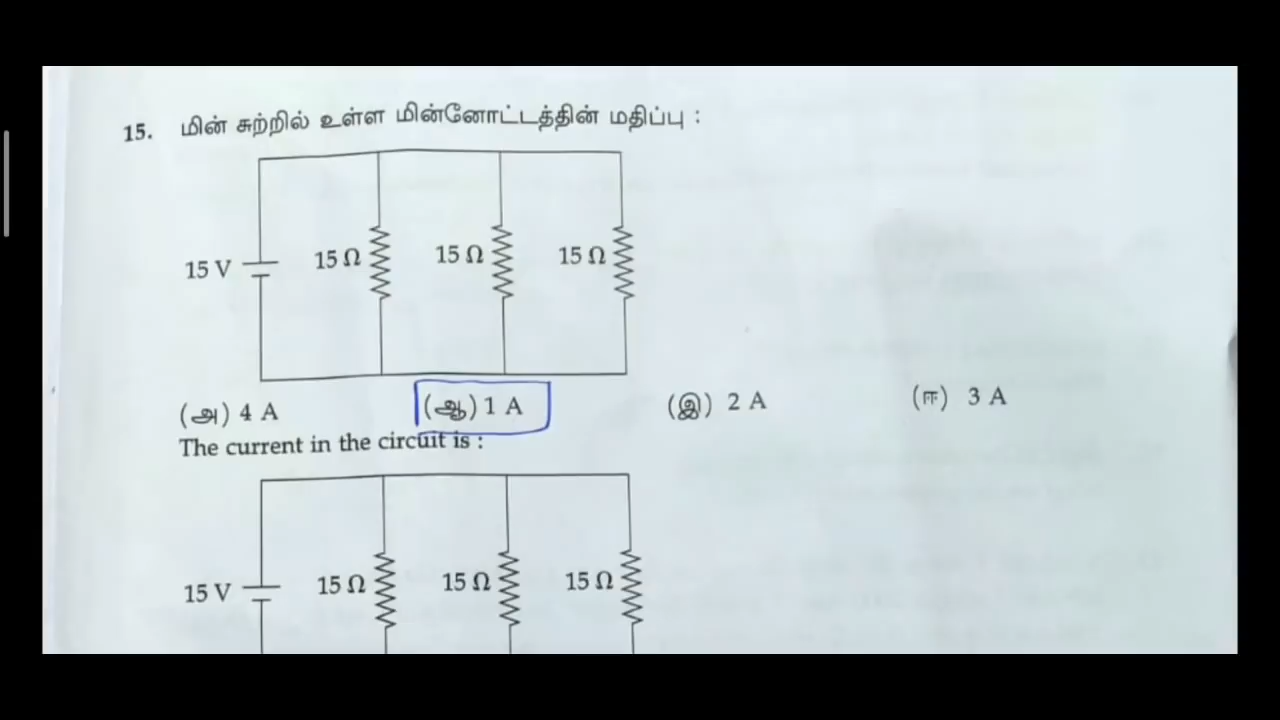 15. மின் சுற்றில் உள்ள மின்னோட்டத்தின் மதிப்பு :
15 V 15 Ω 15 Ω 15 Ω
(அ) 4 A (ஆ) 1 A (இ) 2 A (ஈ) 3 A
The current in the circuit is :
15 V 15 Ω 15 Ω 15 Ω